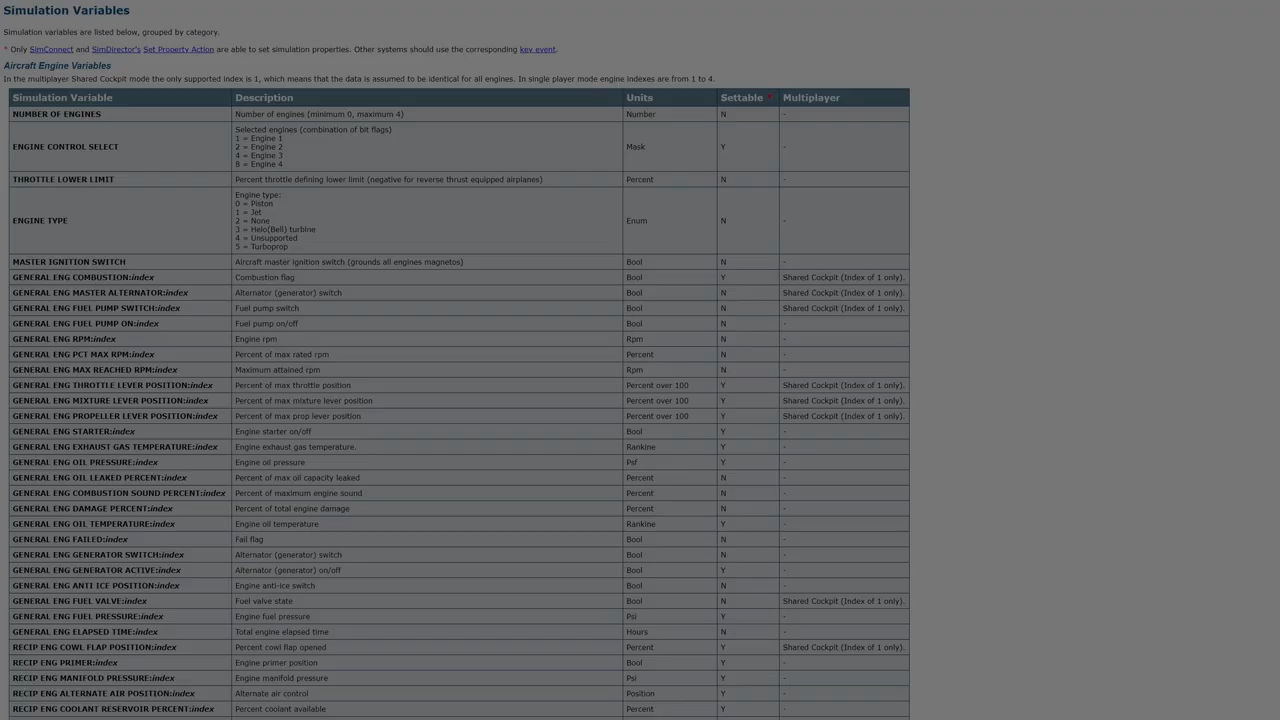 Simulation Variables
Simulation variables are listed below, grouped by category.
* Only SimConnect and SimDirector's Set Property Action are able to set simulation properties. Other systems should use the corresponding key event.
Aircraft Engine Variables
In the multiplayer Shared Cockpit mode the only supported index is 1, which means that the data is assumed to be identical for all engines. In single player mode engine indexes are from 1 to 4.
Simulation Variable Description Units Settable * Multiplayer
NUMBER OF ENGINES Number of engines (minimum 0, maximum 4) Number N -
ENGINE CONTROL SELECT Selected engines (combination of bit flags)
1 = Engine 1
2 = Engine 2
4 = Engine 3
8 = Engine 4 Mask Y -
THROTTLE LOWER LIMIT Percent throttle defining lower limit (negative for reverse thrust equipped airplanes) Percent N -
ENGINE TYPE Engine type:
0 = Piston
1 = Jet
2 = None
3 = Helo(Bell) turbine
4 = Unsupported
5 = Turboprop Enum N -
MASTER IGNITION SWITCH Aircraft master ignition switch (grounds all engines magnetos) Bool N -
GENERAL ENG COMBUSTION:index Combustion flag Bool Y Shared Cockpit (Index of 1 only).
GENERAL ENG MASTER ALTERNATOR:index Alternator (generator) switch Bool N Shared Cockpit (Index of 1 only).
GENERAL ENG FUEL PUMP SWITCH:index Fuel pump switch Bool N Shared Cockpit (Index of 1 only).
GENERAL ENG FUEL PUMP ON:index Fuel pump on/off Bool N -
GENERAL ENG RPM:index Engine rpm Rpm N -
GENERAL ENG PCT MAX RPM:index Percent of max rated rpm Percent N -
GENERAL ENG MAX REACHED RPM:index Maximum attained rpm Rpm N -
GENERAL ENG THROTTLE LEVER POSITION:index Percent of max throttle position Percent over 100 Y Shared Cockpit (Index of 1 only).
GENERAL ENG MIXTURE LEVER POSITION:index Percent of max mixture lever position Percent over 100 Y Shared Cockpit (Index of 1 only).
GENERAL ENG PROPELLER LEVER POSITION:index Percent of max prop lever position Percent over 100 Y Shared Cockpit (Index of 1 only).
GENERAL ENG STARTER:index Engine starter on/off Bool Y -
GENERAL ENG EXHAUST GAS TEMPERATURE:index Engine exhaust gas temperature. Rankine Y -
GENERAL ENG OIL PRESSURE:index Engine oil pressure Psf Y -
GENERAL ENG OIL LEAKED PERCENT:index Percent of max oil capacity leaked Percent N -
GENERAL ENG COMBUSTION SOUND PERCENT:index Percent of maximum engine sound Percent N -
GENERAL ENG DAMAGE PERCENT:index Percent of total engine damage Percent N -
GENERAL ENG OIL TEMPERATURE:index Engine oil temperature Rankine Y -
GENERAL ENG FAILED:index Fail flag Bool N -
GENERAL ENG GENERATOR SWITCH:index Alternator (generator) switch Bool N -
GENERAL ENG GENERATOR ACTIVE:index Alternator (generator) on/off Bool Y -
GENERAL ENG ANTI ICE POSITION:index Engine anti-ice switch Bool N -
GENERAL ENG FUEL VALVE:index Fuel valve state Bool N Shared Cockpit (Index of 1 only).
GENERAL ENG FUEL PRESSURE:index Engine fuel pressure Psi Y -
GENERAL ENG ELAPSED TIME:index Total engine elapsed time Hours N -
RECIP ENG COWL FLAP POSITION:index Percent cowl flap opened Percent Y Shared Cockpit (Index of 1 only).
RECIP ENG PRIMER:index Engine primer position Bool Y -
RECIP ENG MANIFOLD PRESSURE:index Engine manifold pressure Psi Y -
RECIP ENG ALTERNATE AIR POSITION:index Alternate air control Position Y -
RECIP ENG COOLANT RESERVOIR PERCENT:index Percent coolant available Percent Y -